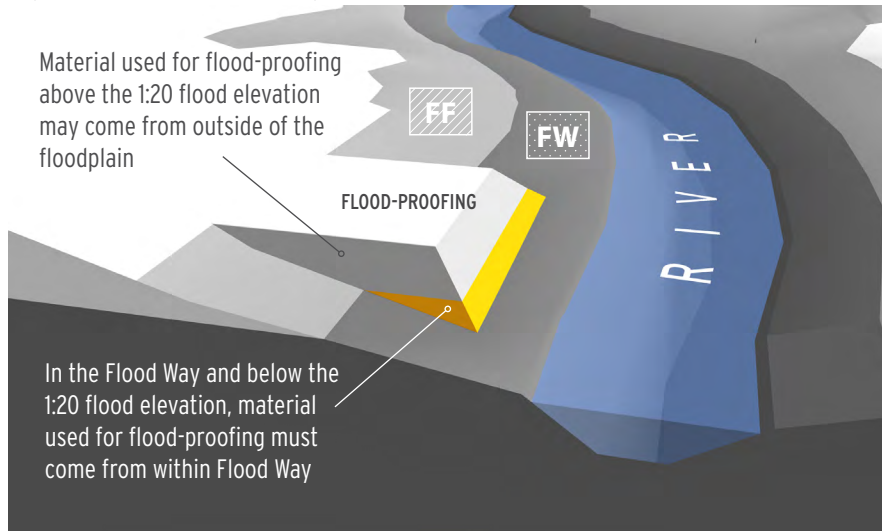 Material used for flood-proofing
above the 1:20 flood elevation
may come from outside of the
floodplain
FF
FW
FLOOD-PROOFING
RIVER
In the Flood Way and below the
1:20 flood elevation, material
used for flood-proofing must
come from within Flood Way